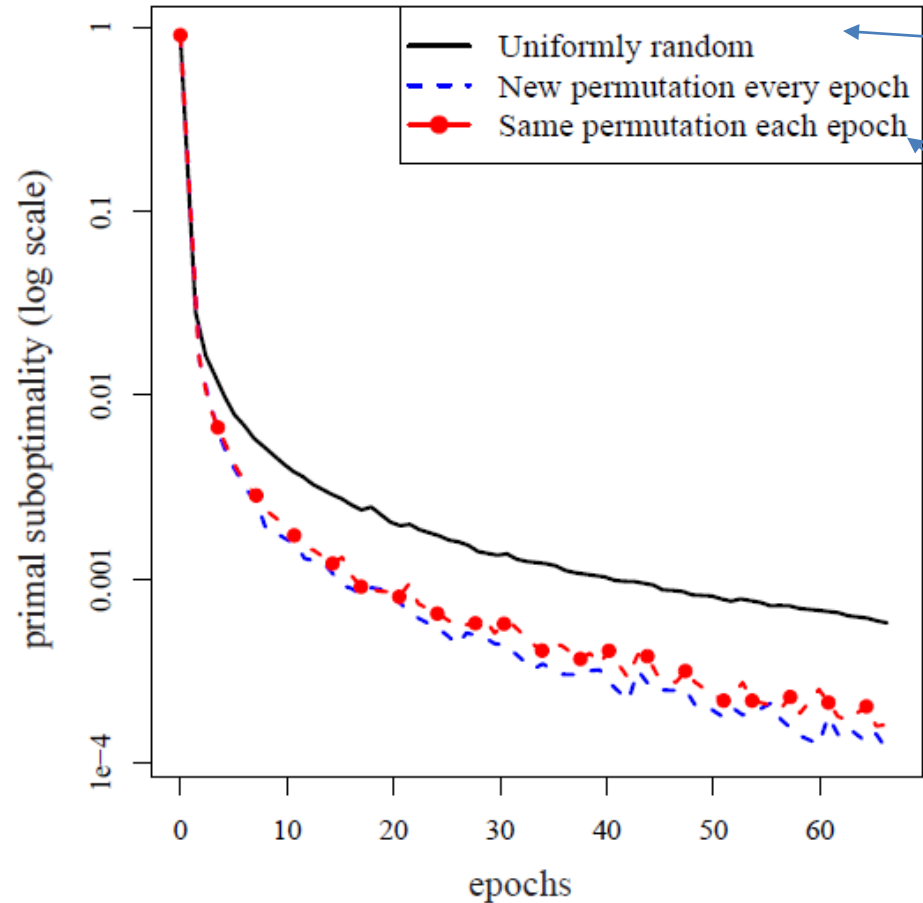 Uniformly random
New permutation every epoch
Same permutation each epoch
primal suboptimality (log scale)
1
0.1
0.01
0.001
1e−4
0 10 20 30 40 50 60
epochs